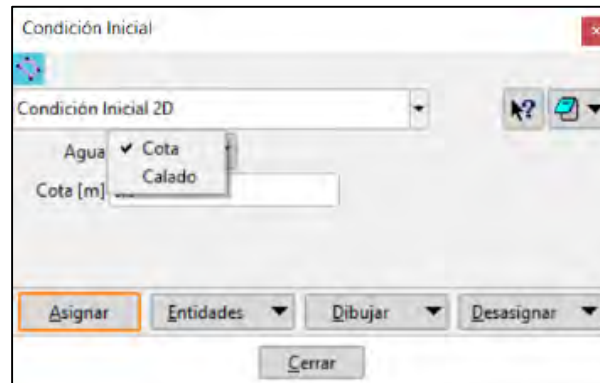 Condición Inicial
Condición Inicial 2D
Agua ✔ Cota
Calado
Cota [m]
Asignar Entidades Dibujar Desasignar
Cerrar